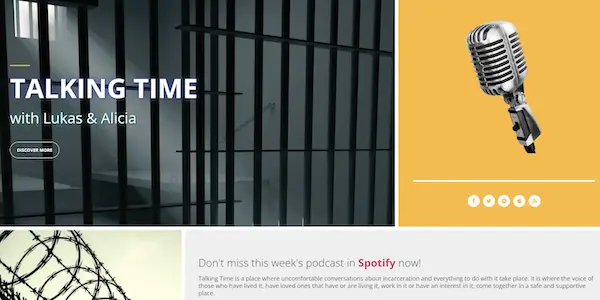 TALKING TIME
with Lukas & Alicia
DISCOVER MORE
Don't miss this week's podcast in Spotify now!
Talking Time is a place where uncomfortable conversations about incarceration and everything to do with it take place. It is where the voice of
those who have lived it, have loved ones that have or are living it, work in it or have an interest in it, come together in a safe and supportive
place.